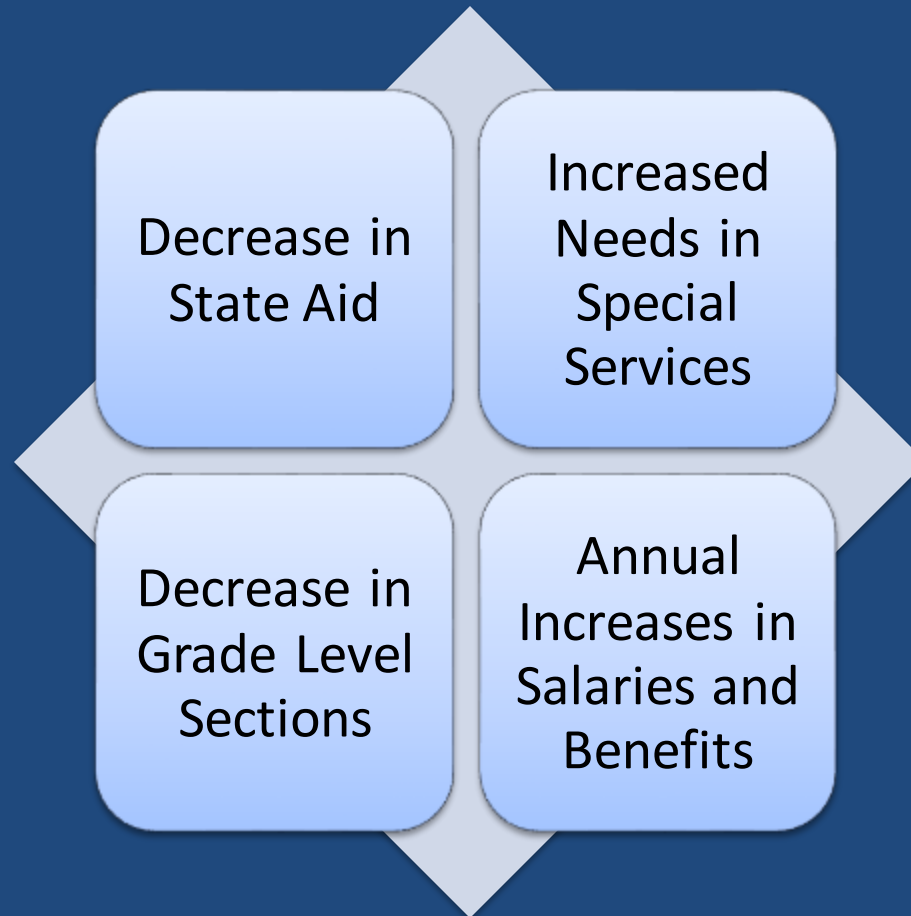 Decrease in
State Aid
Increased
Needs in
Special
Services
Decrease in
Grade Level
Sections
Annual
Increases in
Salaries and
Benefits